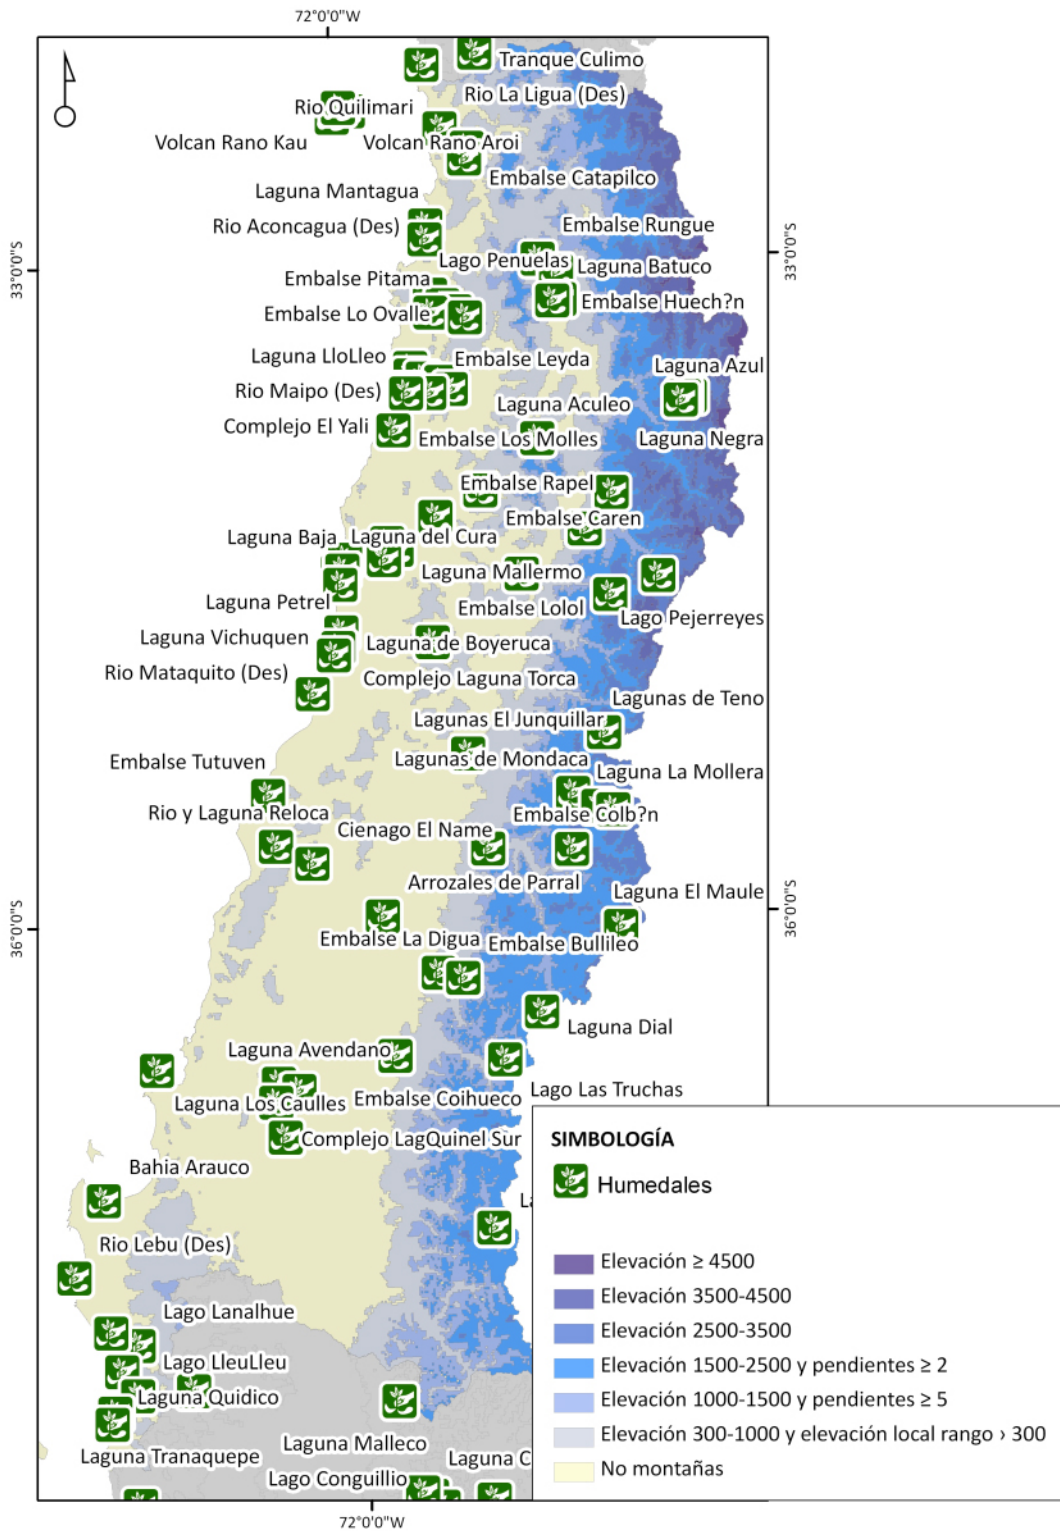 72°0'0"W
Tranque Culimo
Rio La Ligua (Des)
Rio Quilimari
Volcan Rano Kau
Volcan Rano Aroi
Embalse Catapilco
Laguna Mantagua
Rio Aconcagua (Des)
Embalse Rungue
33°0'0"S
33°0'0"S
Lago Penuelas
Laguna Batuco
Embalse Pitama
Embalse Huech?n
Embalse Lo Ovalle
Laguna LloLleo
Embalse Leyda
Laguna Azul
Rio Maipo (Des)
Laguna Aculeo
Complejo El Yali
Embalse Los Molles
Laguna Negra
Embalse Rapel
Embalse Caren
Laguna Baja
Laguna del Cura
Laguna Mallermo
Laguna Petrel
Embalse Lolol
Lago Pejerreyes
Laguna Vichuquen
Laguna de Boyeruca
Rio Mataquito (Des)
Complejo Laguna Torca
Lagunas de Teno
Lagunas El Junquillar
Embalse Tutuven
Lagunas de Mondaca
Laguna La Mollera
Rio y Laguna Reloca
Embalse Colb?n
Cienago El Name
Arrozales de Parral
Laguna El Maule
36°0'0"S
36°0'0"S
Embalse La Digua
Embalse Bullileo
Laguna Dial
Laguna Avendano
Lago Las Truchas
Laguna Los Caulles
Embalse Coihueco
Complejo LagQuinel Sur
Bahia Arauco
La
Rio Lebu (Des)
Lago Lanalhue
Lago LleuLleu
Laguna Quidico
Laguna Tranaquepe
Laguna Malleco
Laguna C
Lago Conguillio
72°0'0"W
SIMBOLOGÍA
Humedales
Elevación ≥ 4500
Elevación 3500-4500
Elevación 2500-3500
Elevación 1500-2500 y pendientes ≥ 2
Elevación 1000-1500 y pendientes ≥ 5
Elevación 300-1000 y elevación local rango › 300
No montañas